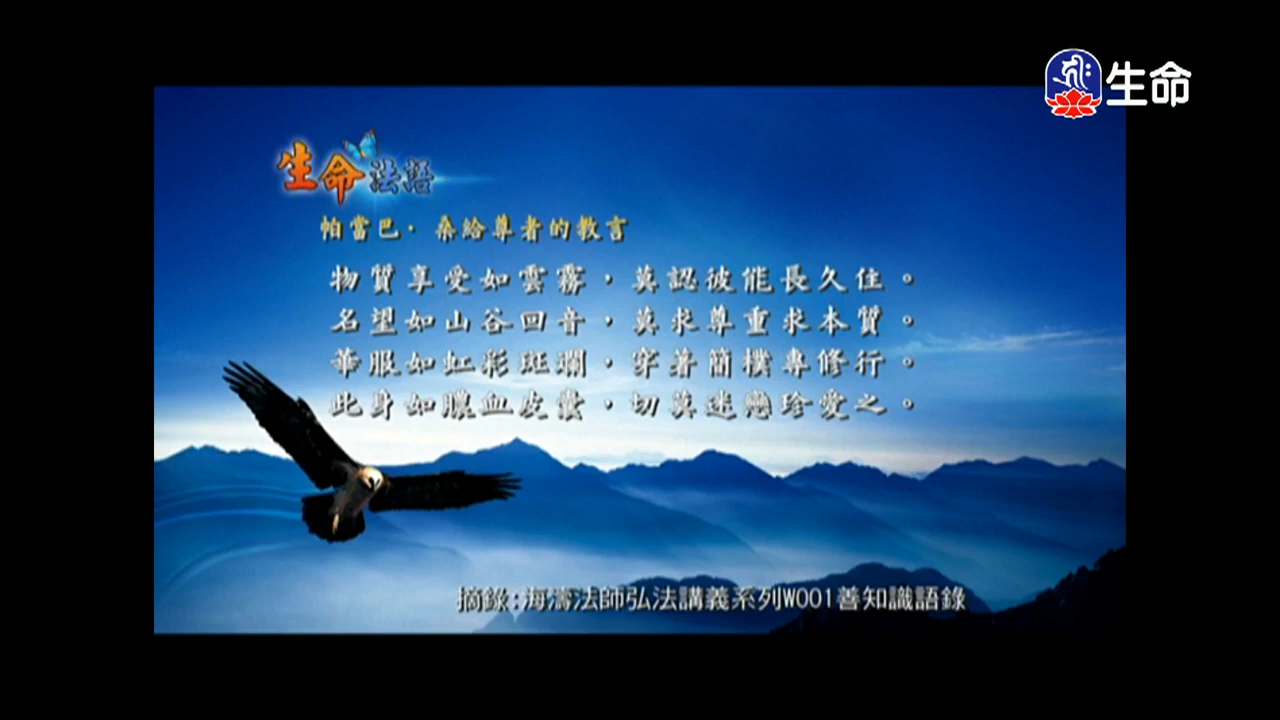 生命
生命法語
帕當巴．桑給尊者的教言
物質享受如雲霧，莫認彼能長久住。
名望如山谷回音，莫求尊重求本質。
華服如虹彩斑斕，穿著簡樸專修行。
此身如膿血皮囊，切莫迷戀珍愛之。
摘錄:海濤法師弘法講義系列W001善知識語錄